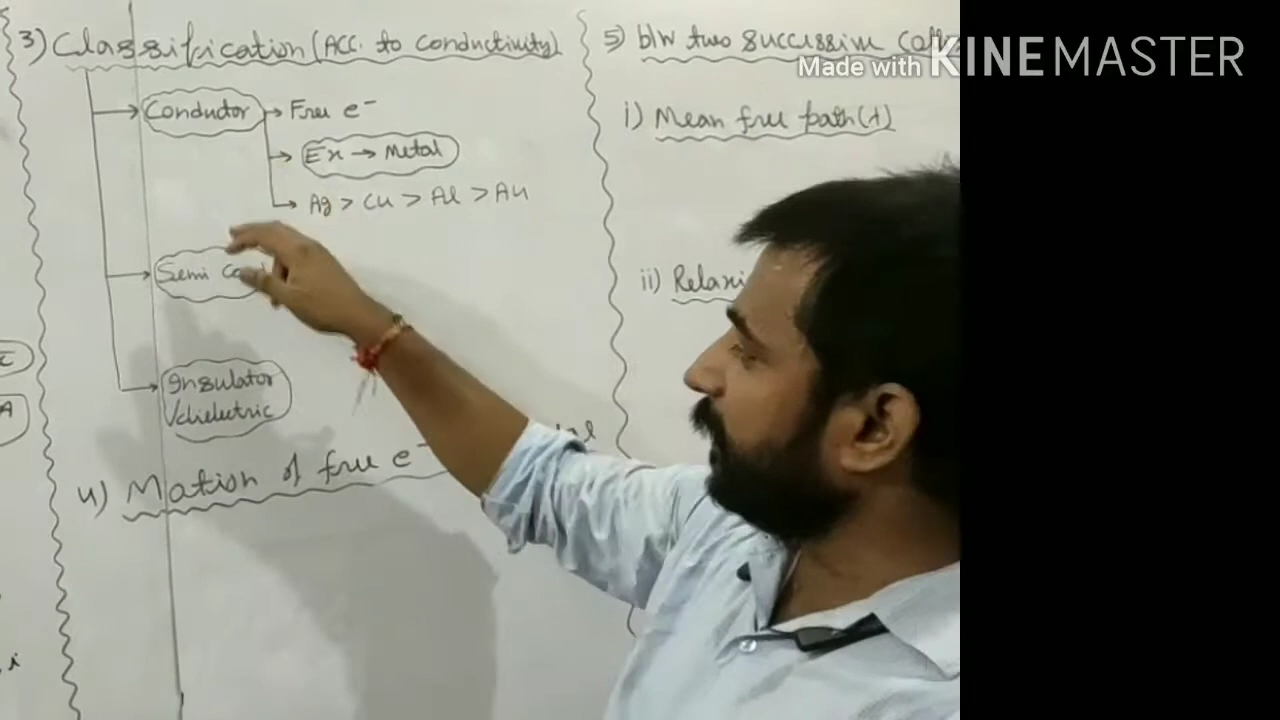 3) Classification (Acc. to conductivity)
Conductor → Free e⁻
→ Ex → Metal
→ Ag > Cu > Al > Au
Semi
Insulator
/dielectric
4) Motion of free e⁻
5) b/w two successive
i) Mean free path (λ)
ii)
Made with KINEMASTER